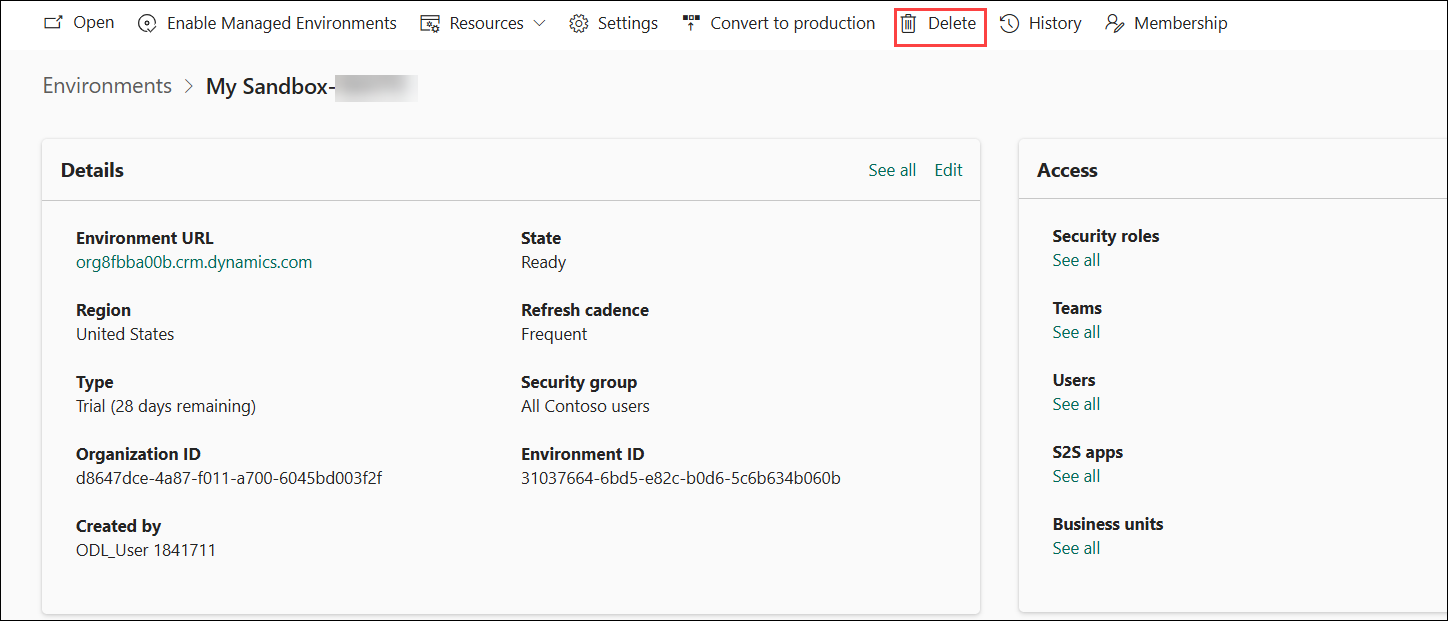 Open Enable Managed Environments Resources Settings Convert to production Delete History Membership
Environments > My Sandbox-
Details See all Edit
Environment URL
org8fbba00b.crm.dynamics.com
State
Ready
Region
United States
Refresh cadence
Frequent
Type
Trial (28 days remaining)
Security group
All Contoso users
Organization ID
d8647dce-4a87-f011-a700-6045bd003f2f
Environment ID
31037664-6bd5-e82c-b0d6-5c6b634b060b
Created by
ODL_User 1841711
Access
Security roles
See all
Teams
See all
Users
See all
S2S apps
See all
Business units
See all